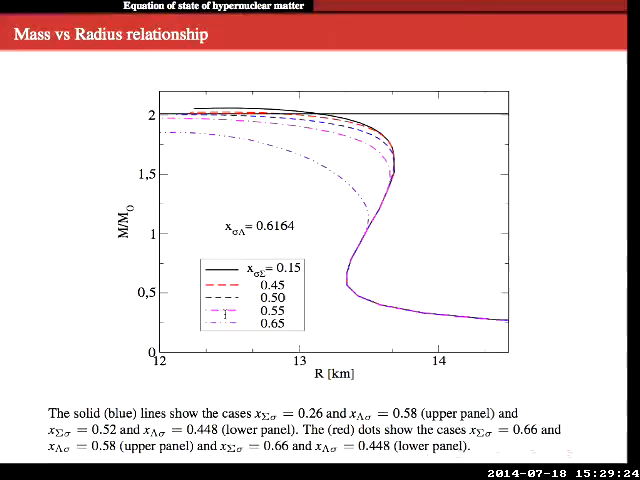 Equation of state of hypernuclear matter
Mass vs Radius relationship
2
1,5
1
0,5
0
M/M⊙
x_σΛ= 0.6164
x_σΣ= 0.15
0.45
0.50
0.55
0.65
12
13
14
R [km]
The solid (blue) lines show the cases x_Σσ = 0.26 and x_Λσ = 0.58 (upper panel) and
x_Σσ = 0.52 and x_Λσ = 0.448 (lower panel). The (red) dots show the cases x_Σσ = 0.66 and
x_Λσ = 0.58 (upper panel) and x_Σσ = 0.66 and x_Λσ = 0.448 (lower panel).
2014-07-18 15:29:24